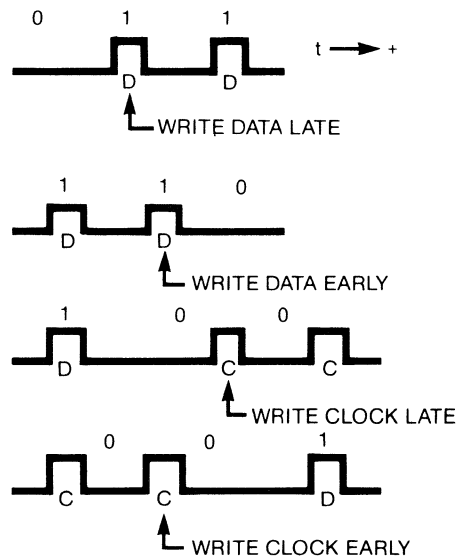 0 1 1
t +
D D
WRITE DATA LATE
1 1 0
D D
WRITE DATA EARLY
1 0 0
D C C
WRITE CLOCK LATE
0 0 1
C C D
WRITE CLOCK EARLY